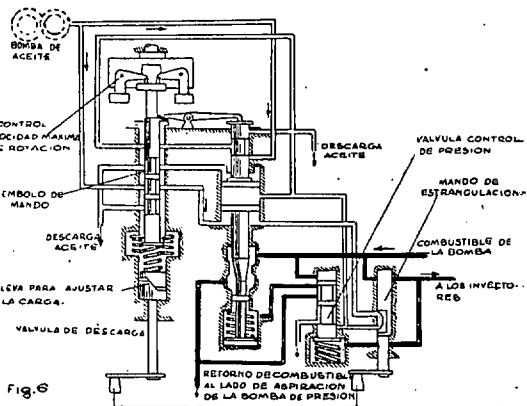 BOMBA DE
ACEITE
CONTROL
VELOCIDAD MAXIMA
DE ROTACION
EMBOLO DE
MANDO
DESCARGA
ACEITE
LEVA PARA AJUSTAR
LA CARGA.
VALVULA DE DESCARGA
DESCARGA
ACEITE
VALVULA CONTROL
DE PRESION
MANDO DE
ESTRANGULACION
COMBUSTIBLE DE
LA BOMBA
A LOS INYECTO-
RES
RETORNO DE COMBUSTIBLE
AL LADO DE ASPIRACION
DE LA BOMBA DE PRESION
Fig.6